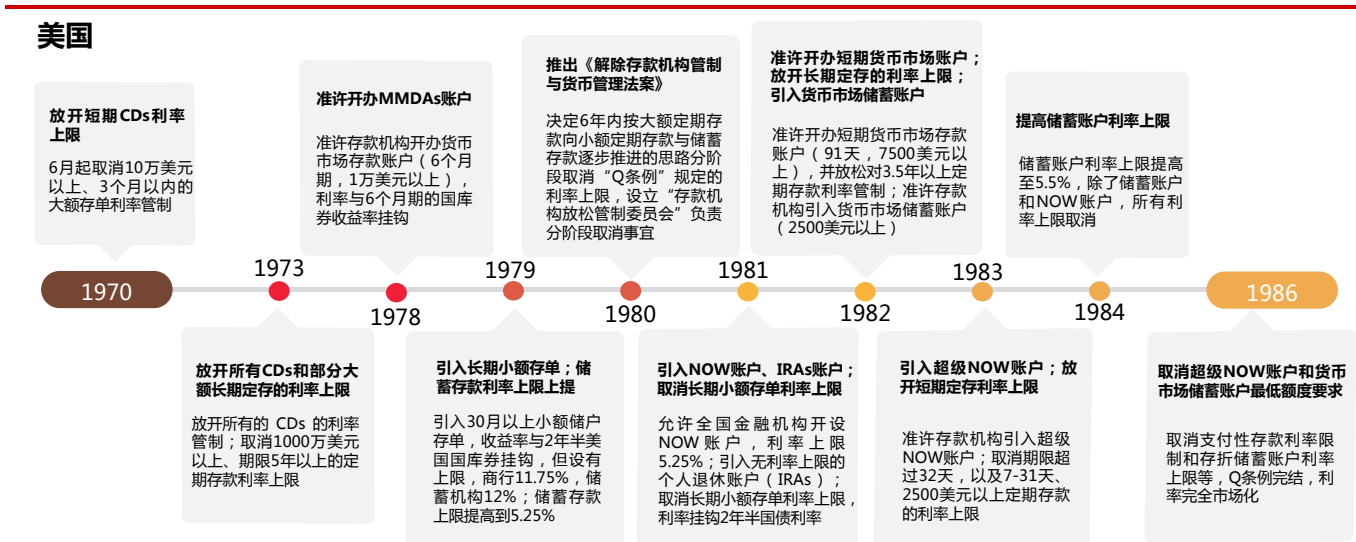 美国
放开短期CDs利率
上限
6月起取消10万美元
以上、3个月以内的
大额存单利率管制
准许开办MMDAs账户
准许存款机构开办货币
市场存款账户（6个月
期，1万美元以上），
利率与6个月期的国库
券收益率挂钩
推出《解除存款机构管制
与货币管理法案》
决定6年内按大额定期存
款向小额定期存款与储蓄
存款逐步推进的思路分阶
段取消“Q条例”规定的
利率上限，设立“存款机
构放松管制委员会”负责
分阶段取消事宜
准许开办短期货币市场账户；
放开长期定存的利率上限；
引入货币市场储蓄账户
准许开办短期货币市场存款
账户（91天，7500美元以
上），并放松对3.5年以上定
期存款利率管制；准许存款
机构引入货币市场储蓄账户
（2500美元以上）
提高储蓄账户利率上限
储蓄账户利率上限提高
至5.5%，除了储蓄账户
和NOW账户，所有利
率上限取消
1970
1973
1978
1979
1980
1981
1982
1983
1984
1986
放开所有CDs和部分大
额长期定存的利率上限
放开所有的 CDs 的利率
管制；取消1000万美元
以上、期限5年以上的定
期存款利率上限
引入长期小额存单；储
蓄存款利率上限上提
引入30月以上小额储户
存单，收益率与2年半美
国国库券挂钩，但设有
上限，商行11.75%，储
蓄机构12%；储蓄存款
上限提高到5.25%
引入NOW账户、IRAs账户；
取消长期小额存单利率上限
允许全国金融机构开设
NOW账户，利率上限
5.25%；引入无利率上限的
个人退休账户（IRAs）；
取消长期小额存单利率上限，
利率挂钩2年半国债利率
引入超级NOW账户；放
开短期定存利率上限
准许存款机构引入超级
NOW账户；取消期限超
过32天，以及7-31天、
2500美元以上定期存款
的利率上限
取消超级NOW账户和货币
市场储蓄账户最低额度要求
取消支付性存款利率限
制和存折储蓄账户利率
上限等，Q条例完结，利
率完全市场化